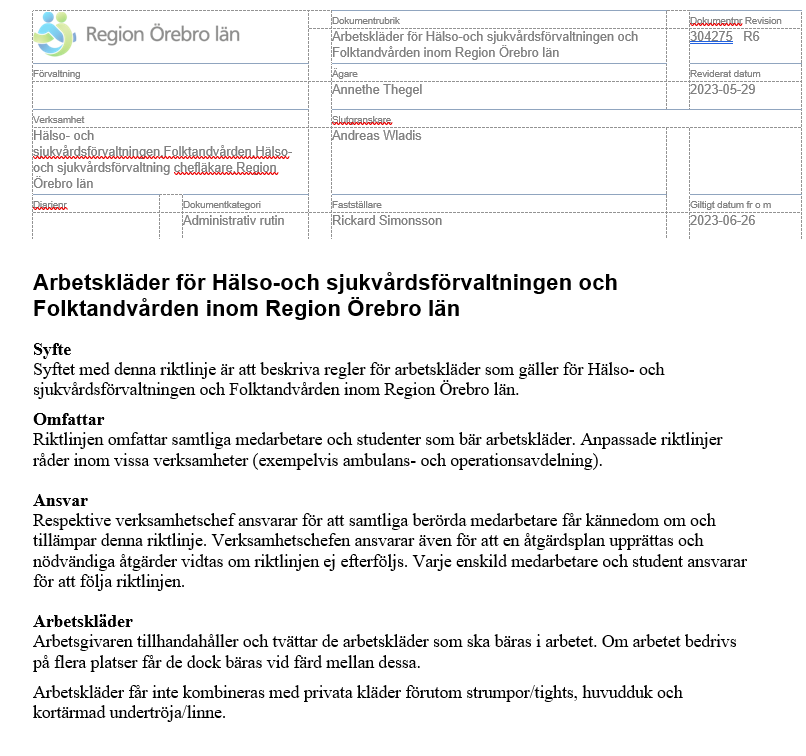 Region Örebro län
Dokumentrubrik
Dokumentnr Revision
Arbetskläder för Hälso-och sjukvårdsförvaltningen och
Folktandvården inom Region Örebro län
304275 R6
Förvaltning
Ägare
Reviderat datum
Annethe Thegel
2023-05-29
Verksamhet
Slutgranskare
Hälso- och
sjukvårdsförvaltningen,Folktandvården,Hälso-
och sjukvårdsförvaltning chefläkare,Region
Örebro län
Andreas Wladis
Diarienr
Dokumentkategori
Fastställare
Giltigt datum fr o m
Administrativ rutin
Rickard Simonsson
2023-06-26
Arbetskläder för Hälso-och sjukvårdsförvaltningen och
Folktandvården inom Region Örebro län
Syfte
Syftet med denna riktlinje är att beskriva regler för arbetskläder som gäller för Hälso- och
sjukvårdsförvaltningen och Folktandvården inom Region Örebro län.
Omfattar
Riktlinjen omfattar samtliga medarbetare och studenter som bär arbetskläder. Anpassade riktlinjer
råder inom vissa verksamheter (exempelvis ambulans- och operationsavdelning).
Ansvar
Respektive verksamhetschef ansvarar för att samtliga berörda medarbetare får kännedom om och
tillämpar denna riktlinje. Verksamhetschefen ansvarar även för att en åtgärdsplan upprättas och
nödvändiga åtgärder vidtas om riktlinjen ej efterföljs. Varje enskild medarbetare och student ansvarar
för att följa riktlinjen.
Arbetskläder
Arbetsgivaren tillhandahåller och tvättar de arbetskläder som ska bäras i arbetet. Om arbetet bedrivs
på flera platser får de dock bäras vid färd mellan dessa.
Arbetskläder får inte kombineras med privata kläder förutom strumpor/tights, huvudduk och
kortärmad undertröja/linne.